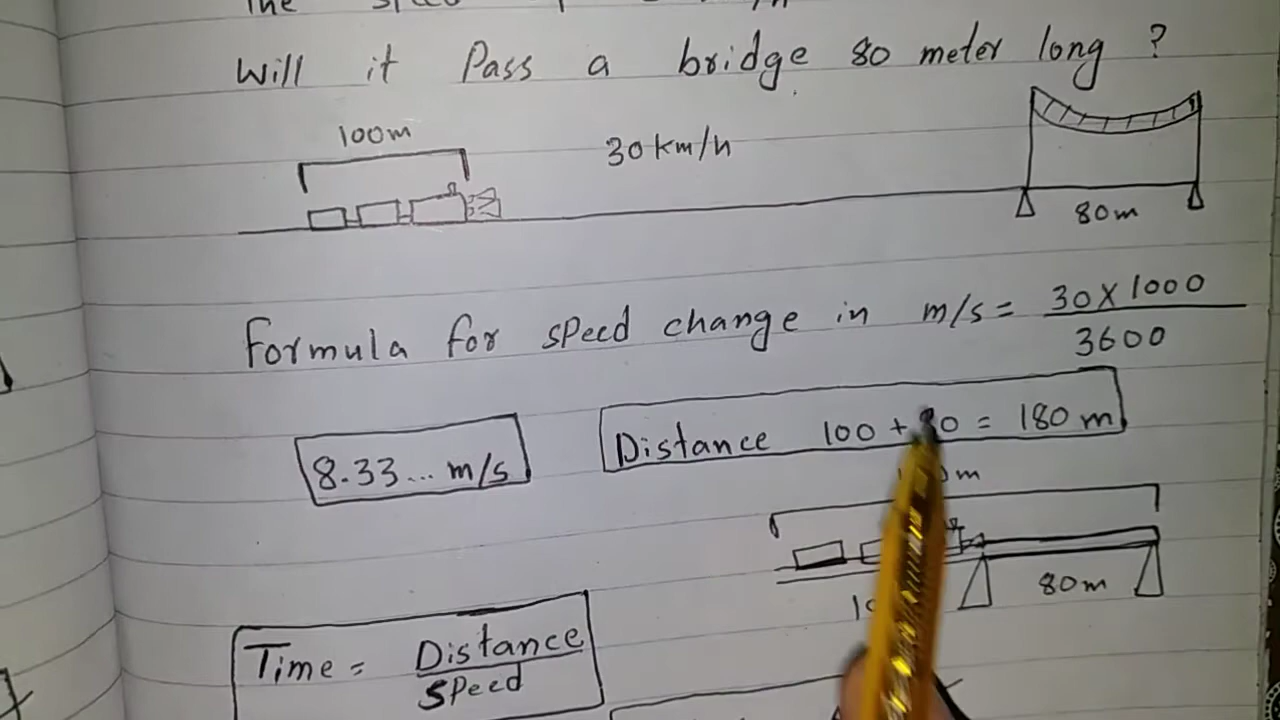 The
Will it Pass a bridge 80 meter long ?
100m
30 km/h
80m
Formula for speed change in m/s = 30 X 1000
3600
8.33... m/s
Distance 100 + 80 = 180 m
m
80m
Time = Distance
Speed